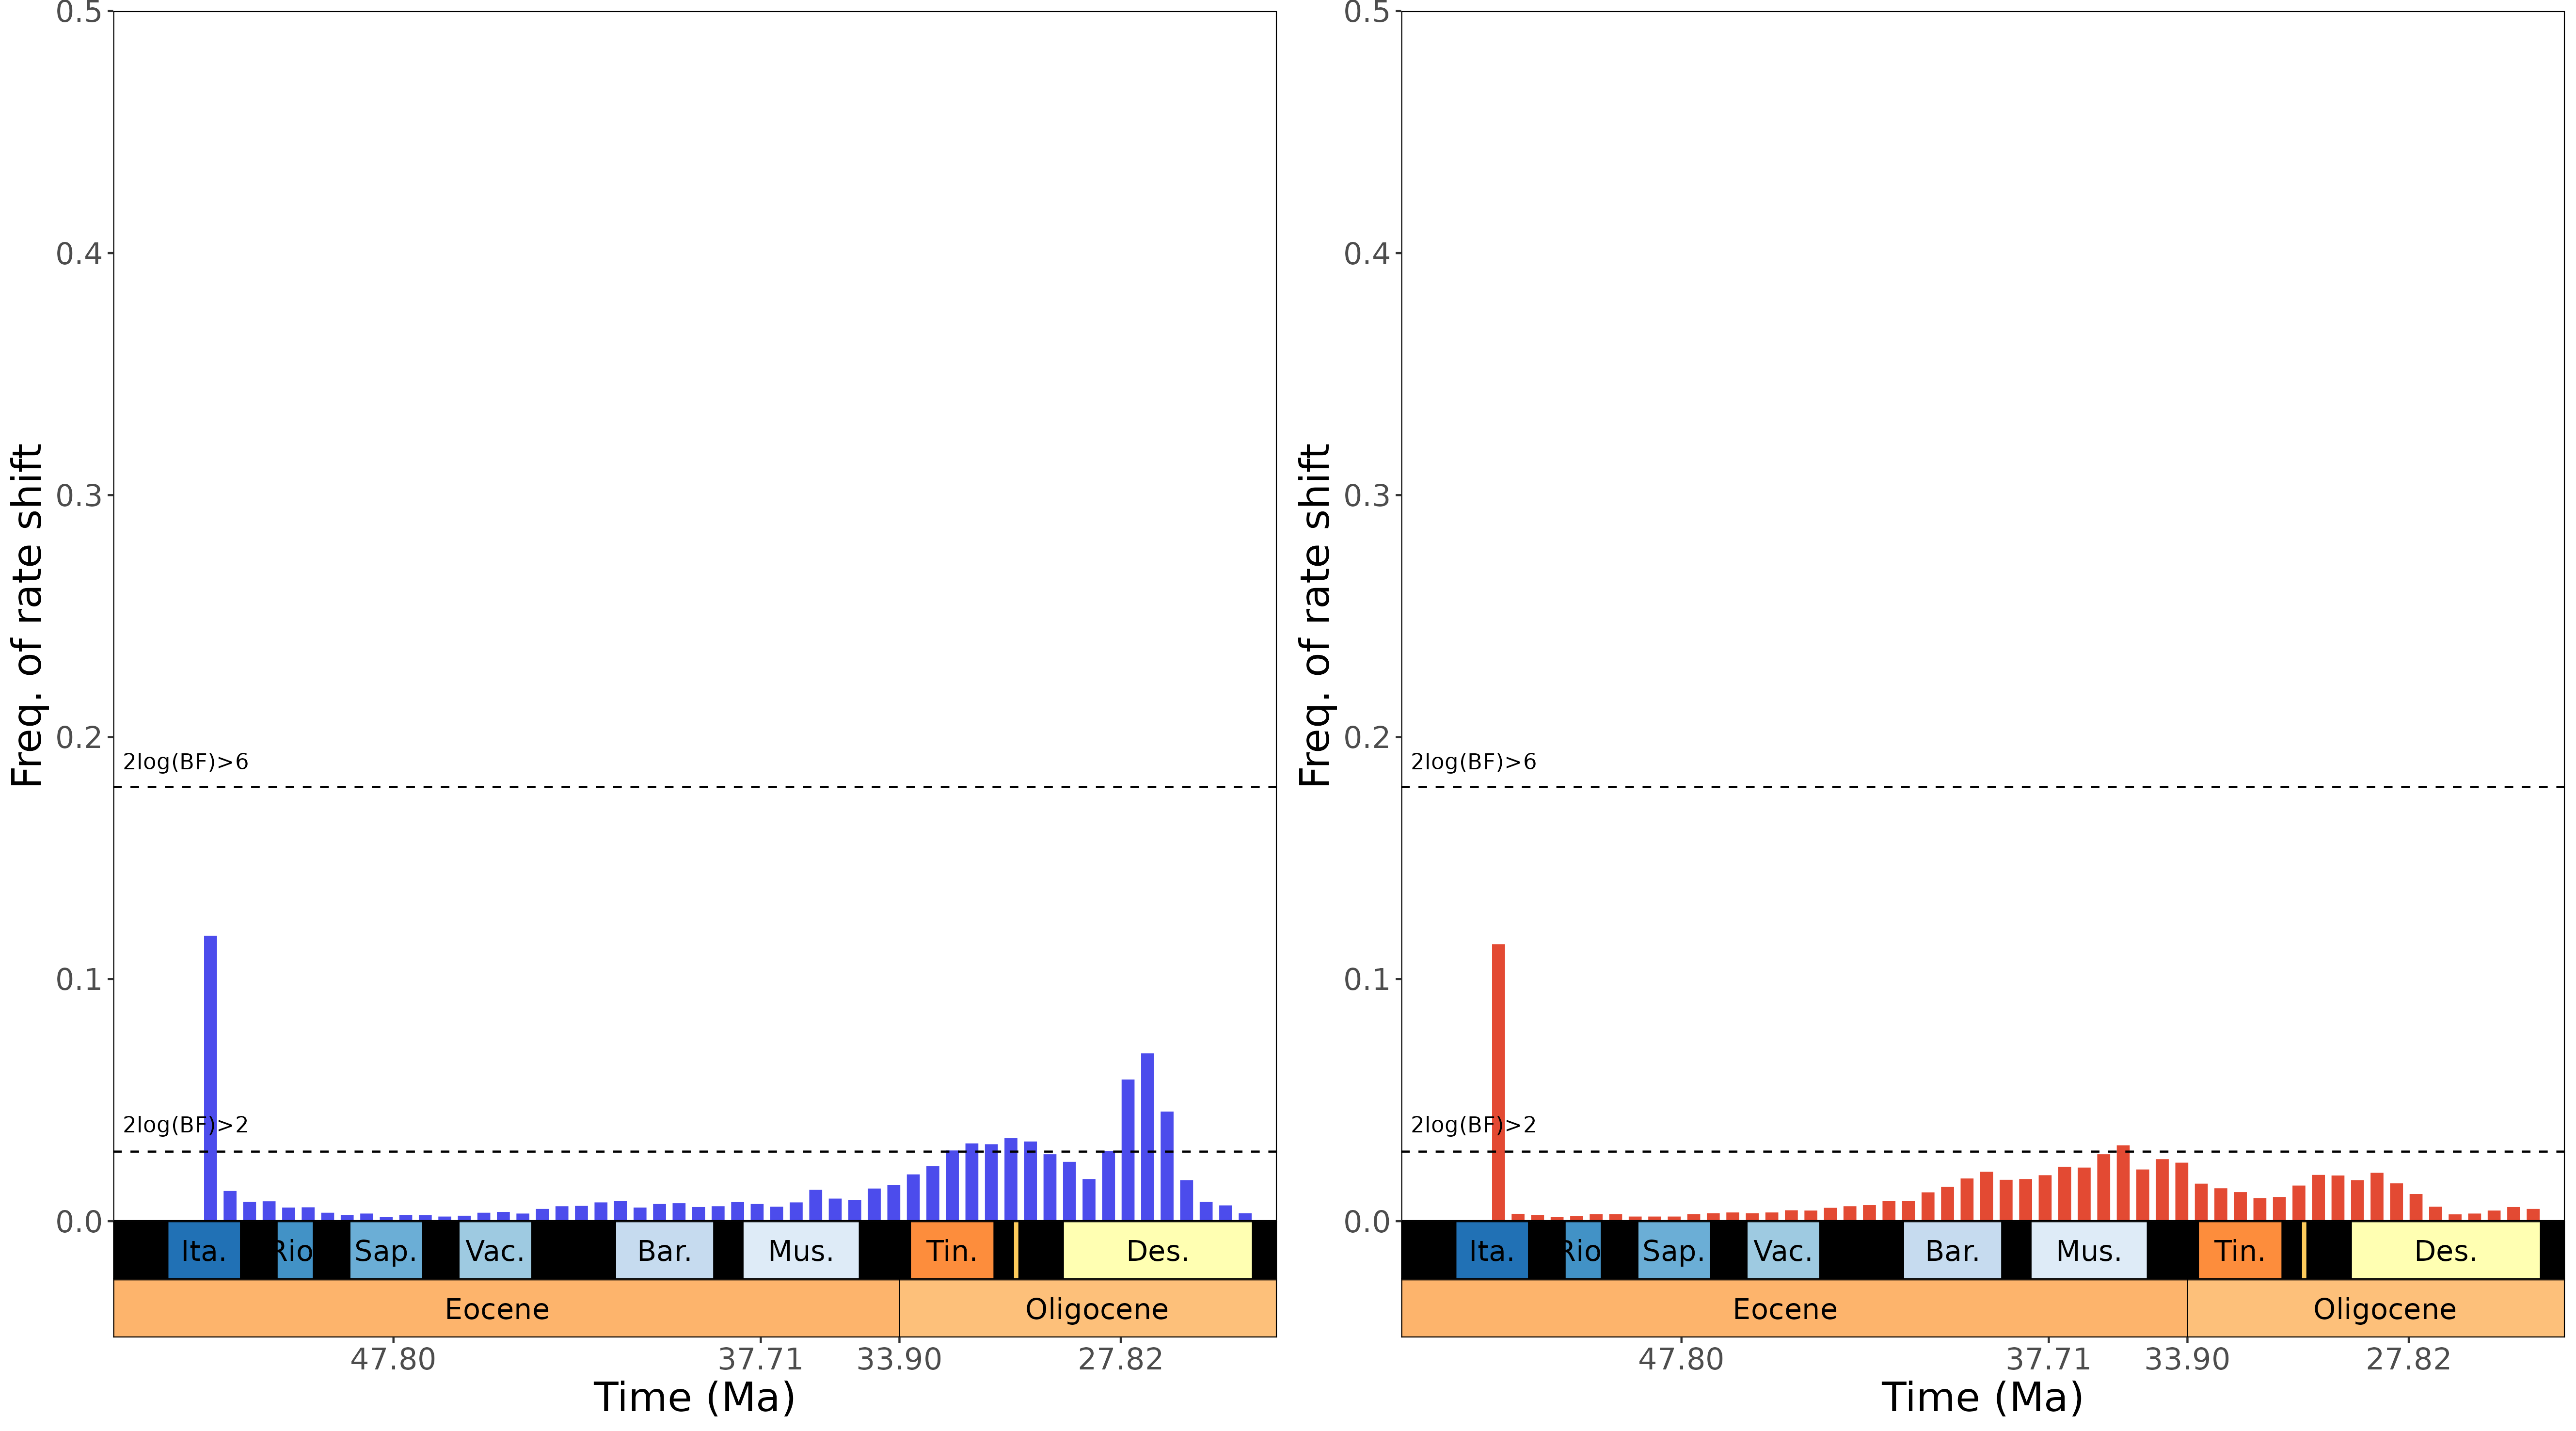 Freq. of rate shift
0.5
0.4
0.3
0.2
0.1
0.0
2log(BF)>6
2log(BF)>2
Ita. Rio Sap. Vac. Bar. Mus. Tin. Des.
Eocene Oligocene
47.80 37.71 33.90 27.82
Time (Ma)
Freq. of rate shift
0.5
0.4
0.3
0.2
0.1
0.0
2log(BF)>6
2log(BF)>2
Ita. Rio Sap. Vac. Bar. Mus. Tin. Des.
Eocene Oligocene
47.80 37.71 33.90 27.82
Time (Ma)